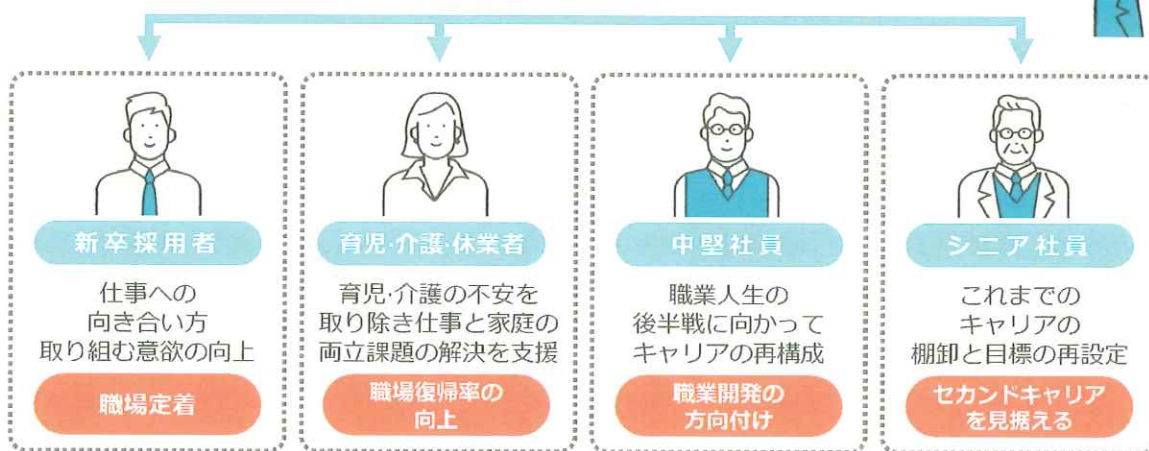 新卒採用者
仕事への
向き合い方
取り組む意欲の向上
職場定着
育児・介護・休業者
育児・介護の不安を
取り除き仕事と家庭の
両立課題の解決を支援
職場復帰率の
向上
中堅社員
職業人生の
後半戦に向かって
キャリアの再構成
職業開発の
方向付け
シニア社員
これまでの
キャリアの
棚卸と目標の再設定
セカンドキャリア
を見据える